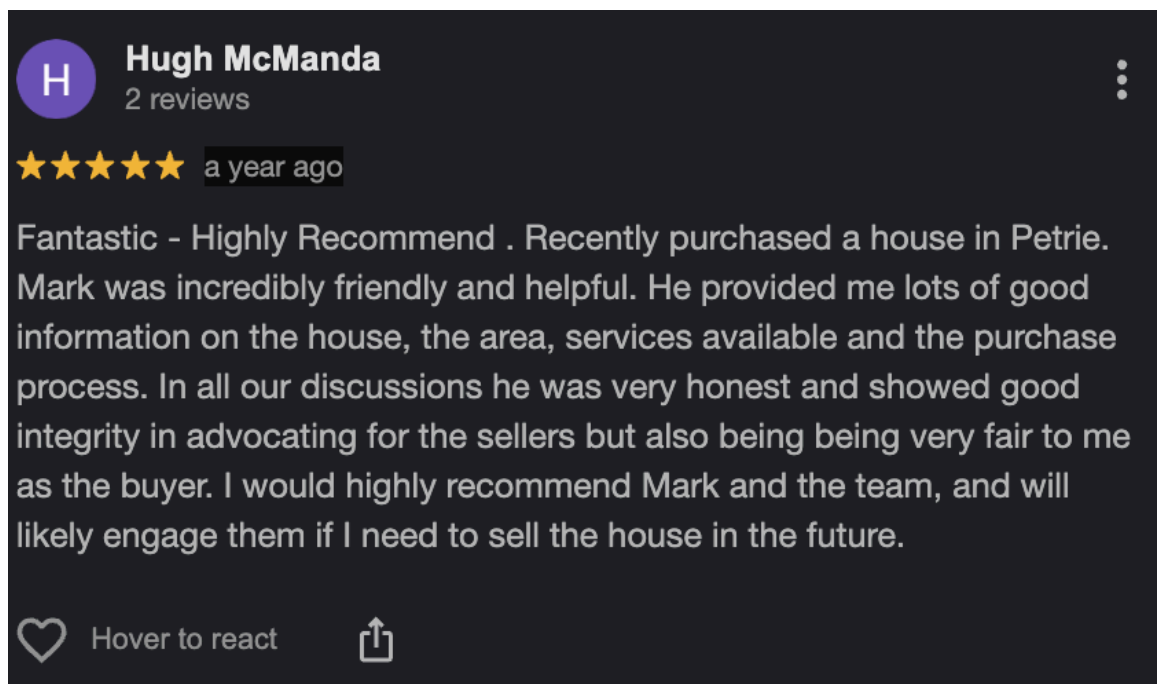 H
Hugh McManda
2 reviews
a year ago
Fantastic - Highly Recommend . Recently purchased a house in Petrie.
Mark was incredibly friendly and helpful. He provided me lots of good
information on the house, the area, services available and the purchase
process. In all our discussions he was very honest and showed good
integrity in advocating for the sellers but also being being very fair to me
as the buyer. I would highly recommend Mark and the team, and will
likely engage them if I need to sell the house in the future.
Hover to react